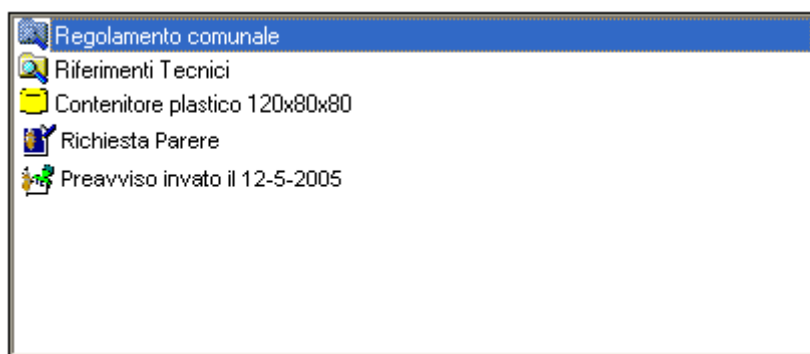 Regolamento comunale
Riferimenti Tecnici
Contenitore plastico 120x80x80
Richiesta Parere
Preavviso invato il 12-5-2005